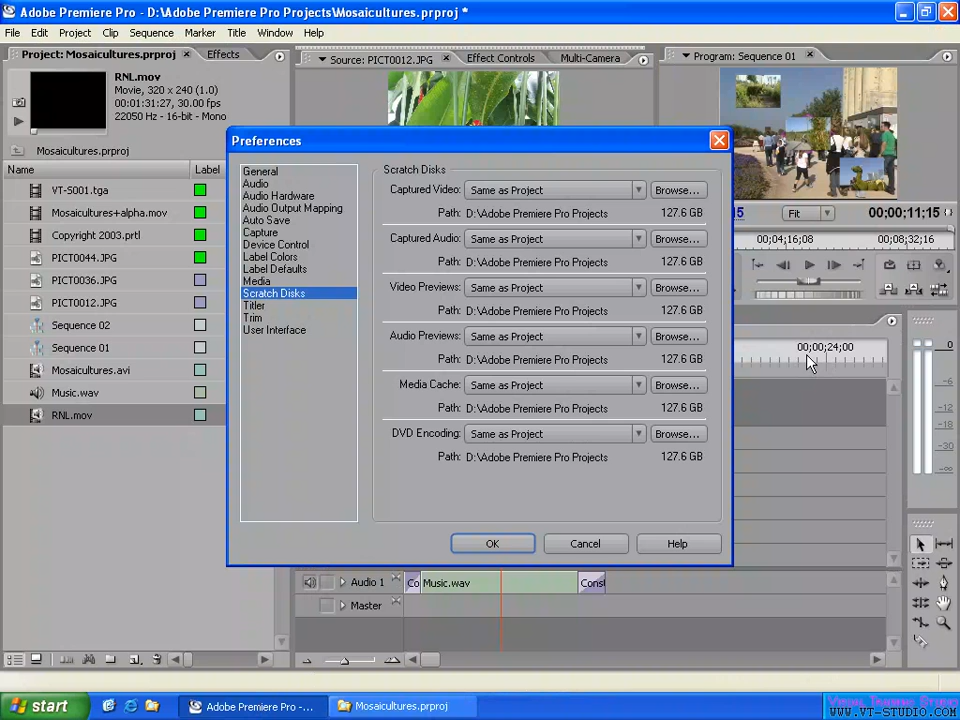 Adobe Premiere Pro - D:\Adobe Premiere Pro Projects\Mosaicultures.prproj *
File Edit Project Clip Sequence Marker Title Window Help
Project: Mosaicultures.prproj Effects
Source: PICT0012.JPG Effect Controls Multi-Camera
Program: Sequence 01
RNL.mov
Movie, 320 x 240 (1.0)
00:01:31:27, 30.00 fps
22050 Hz - 16-bit - Mono
Mosaicultures.prproj
Name Label
VT-S001.tga
Mosaicultures+alpha.mov
Copyright 2003.prtl
PICT0044.JPG
PICT0036.JPG
PICT0012.JPG
Sequence 02
Sequence 01
Mosaicultures.avi
Music.wav
RNL.mov
Preferences
General
Audio
Audio Hardware
Audio Output Mapping
Auto Save
Capture
Device Control
Label Colors
Label Defaults
Media
Scratch Disks
Titler
Trim
User Interface
Scratch Disks
Captured Video: Same as Project Browse...
Path: D:\Adobe Premiere Pro Projects 127.6 GB
Captured Audio: Same as Project Browse...
Path: D:\Adobe Premiere Pro Projects 127.6 GB
Video Previews: Same as Project Browse...
Path: D:\Adobe Premiere Pro Projects 127.6 GB
Audio Previews: Same as Project Browse...
Path: D:\Adobe Premiere Pro Projects 127.6 GB
Media Cache: Same as Project Browse...
Path: D:\Adobe Premiere Pro Projects 127.6 GB
DVD Encoding: Same as Project Browse...
Path: D:\Adobe Premiere Pro Projects 127.6 GB
OK Cancel Help
5 Fit 00;00;11;15
00;04;16;08 00;08;32;16
00;00;24;00
0
-6
-12
-18
-30
Audio 1 Co Music.wav Const
Master
start Adobe Premiere Pro - ... Mosaicultures.prproj
Visual Training Studio
www.vt-studio.com